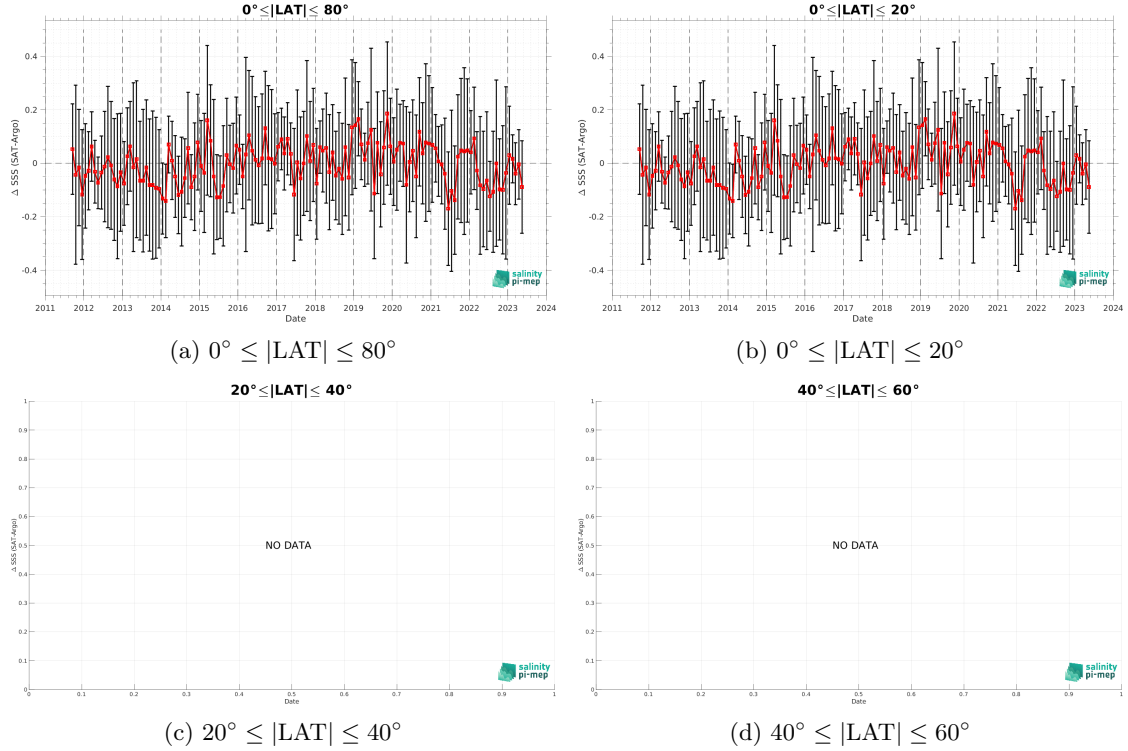 0°≤|LAT|≤ 80°
Δ SSS (SAT-Argo)
0.4
0.2
0
-0.2
-0.4
2011 2012 2013 2014 2015 2016 2017 2018 2019 2020 2021 2022 2023 2024
Date
salinity
pi-mep
(a) 0° ≤ |LAT| ≤ 80°
0°≤|LAT|≤ 20°
Δ SSS (SAT-Argo)
0.4
0.2
0
-0.2
-0.4
2011 2012 2013 2014 2015 2016 2017 2018 2019 2020 2021 2022 2023 2024
Date
salinity
pi-mep
(b) 0° ≤ |LAT| ≤ 20°
20°≤|LAT|≤ 40°
Δ SSS (SAT-Argo)
1
0.9
0.8
0.7
0.6
0.5
0.4
0.3
0.2
0.1
0
NO DATA
0 0.1 0.2 0.3 0.4 0.5 0.6 0.7 0.8 0.9 1
Date
salinity
pi-mep
(c) 20° ≤ |LAT| ≤ 40°
40°≤|LAT|≤ 60°
Δ SSS (SAT-Argo)
1
0.9
0.8
0.7
0.6
0.5
0.4
0.3
0.2
0.1
0
NO DATA
0 0.1 0.2 0.3 0.4 0.5 0.6 0.7 0.8 0.9 1
Date
salinity
pi-mep
(d) 40° ≤ |LAT| ≤ 60°